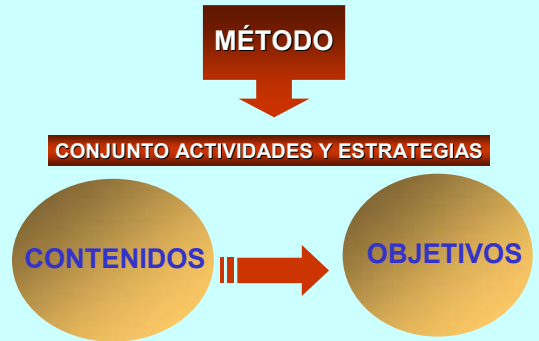 MÉTODO
CONJUNTO ACTIVIDADES Y ESTRATEGIAS
CONTENIDOS
OBJETIVOS